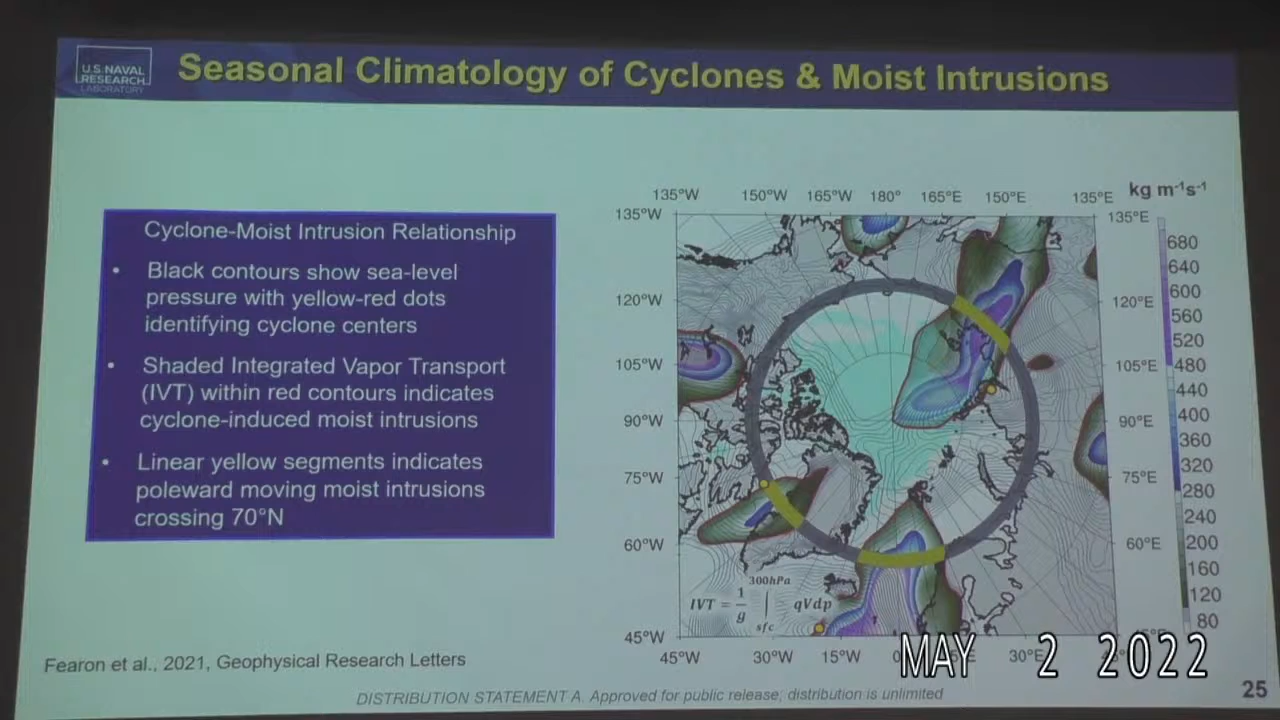 U.S. NAVAL
RESEARCH
LABORATORY
Seasonal Climatology of Cyclones & Moist Intrusions
Cyclone-Moist Intrusion Relationship
• Black contours show sea-level
pressure with yellow-red dots
identifying cyclone centers
• Shaded Integrated Vapor Transport
(IVT) within red contours indicates
cyclone-induced moist intrusions
• Linear yellow segments indicates
poleward moving moist intrusions
crossing 70°N
135°W 150°W 165°W 180° 165°E 150°E 135°E
kg m⁻¹s⁻¹
135°W
120°W
105°W
90°W
75°W
60°W
45°W
135°E
120°E
105°E
90°E
75°E
60°E
680
640
600
560
520
480
440
400
360
320
280
240
200
160
120
80
IVT = 1/g ∫ sfc 300hPa qVdp
45°W 30°W 15°W 30°E
MAY 2 2022
Fearon et al., 2021, Geophysical Research Letters
DISTRIBUTION STATEMENT A. Approved for public release; distribution is unlimited
25